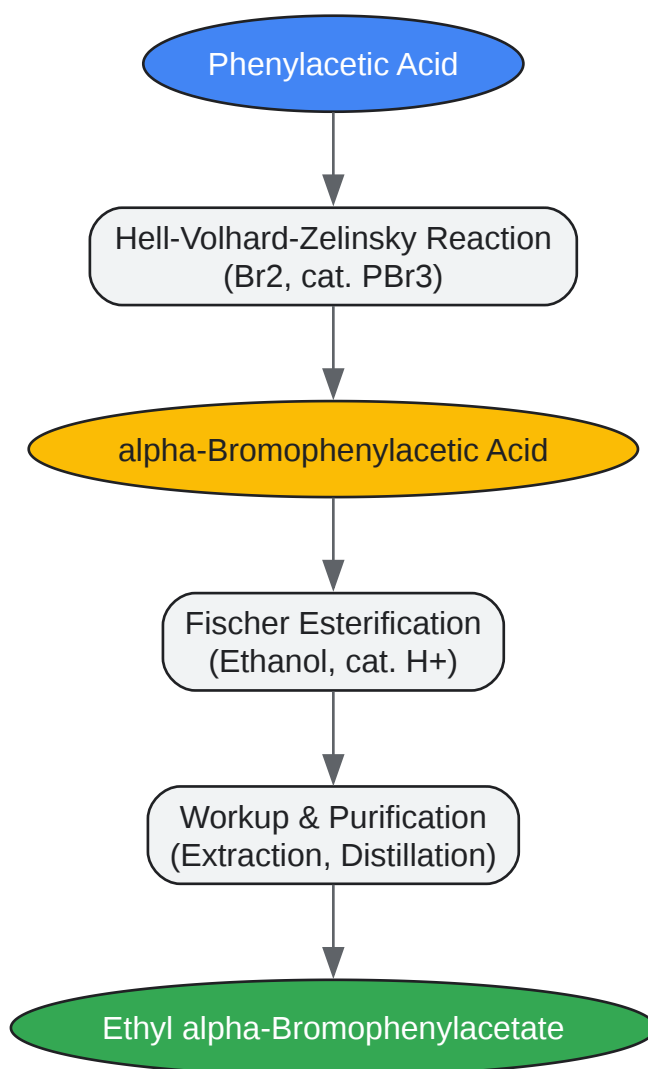 Phenylacetic Acid
Hell-Volhard-Zelinsky Reaction
(Br2, cat. PBr3)
alpha-Bromophenylacetic Acid
Fischer Esterification
(Ethanol, cat. H+)
Workup & Purification
(Extraction, Distillation)
Ethyl alpha-Bromophenylacetate